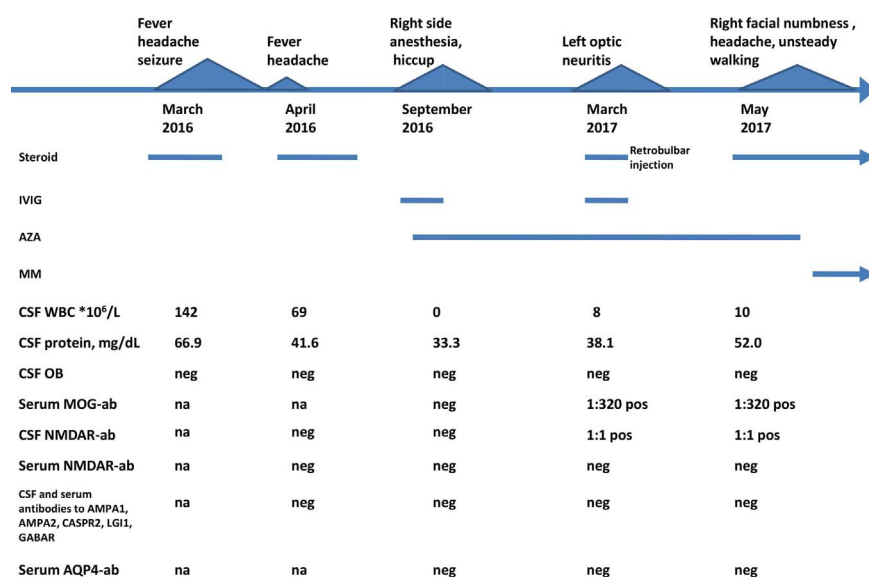 Fever
headache
seizure
Fever
headache
Right side
anesthesia,
hiccup
Left optic
neuritis
Right facial numbness ,
headache, unsteady
walking
March
2016
April
2016
September
2016
March
2017
May
2017
Steroid
Retrobulbar
injection
IVIG
AZA
MM
CSF WBC *10⁶/L 142 69 0 8 10
CSF protein, mg/dL 66.9 41.6 33.3 38.1 52.0
CSF OB neg neg neg neg neg
Serum MOG-ab na na neg 1:320 pos 1:320 pos
CSF NMDAR-ab na neg neg 1:1 pos 1:1 pos
Serum NMDAR-ab na neg neg neg neg
CSF and serum
antibodies to AMPA1,
AMPA2, CASPR2, LGI1,
GABAR
na neg neg neg neg
Serum AQP4-ab na na neg neg neg